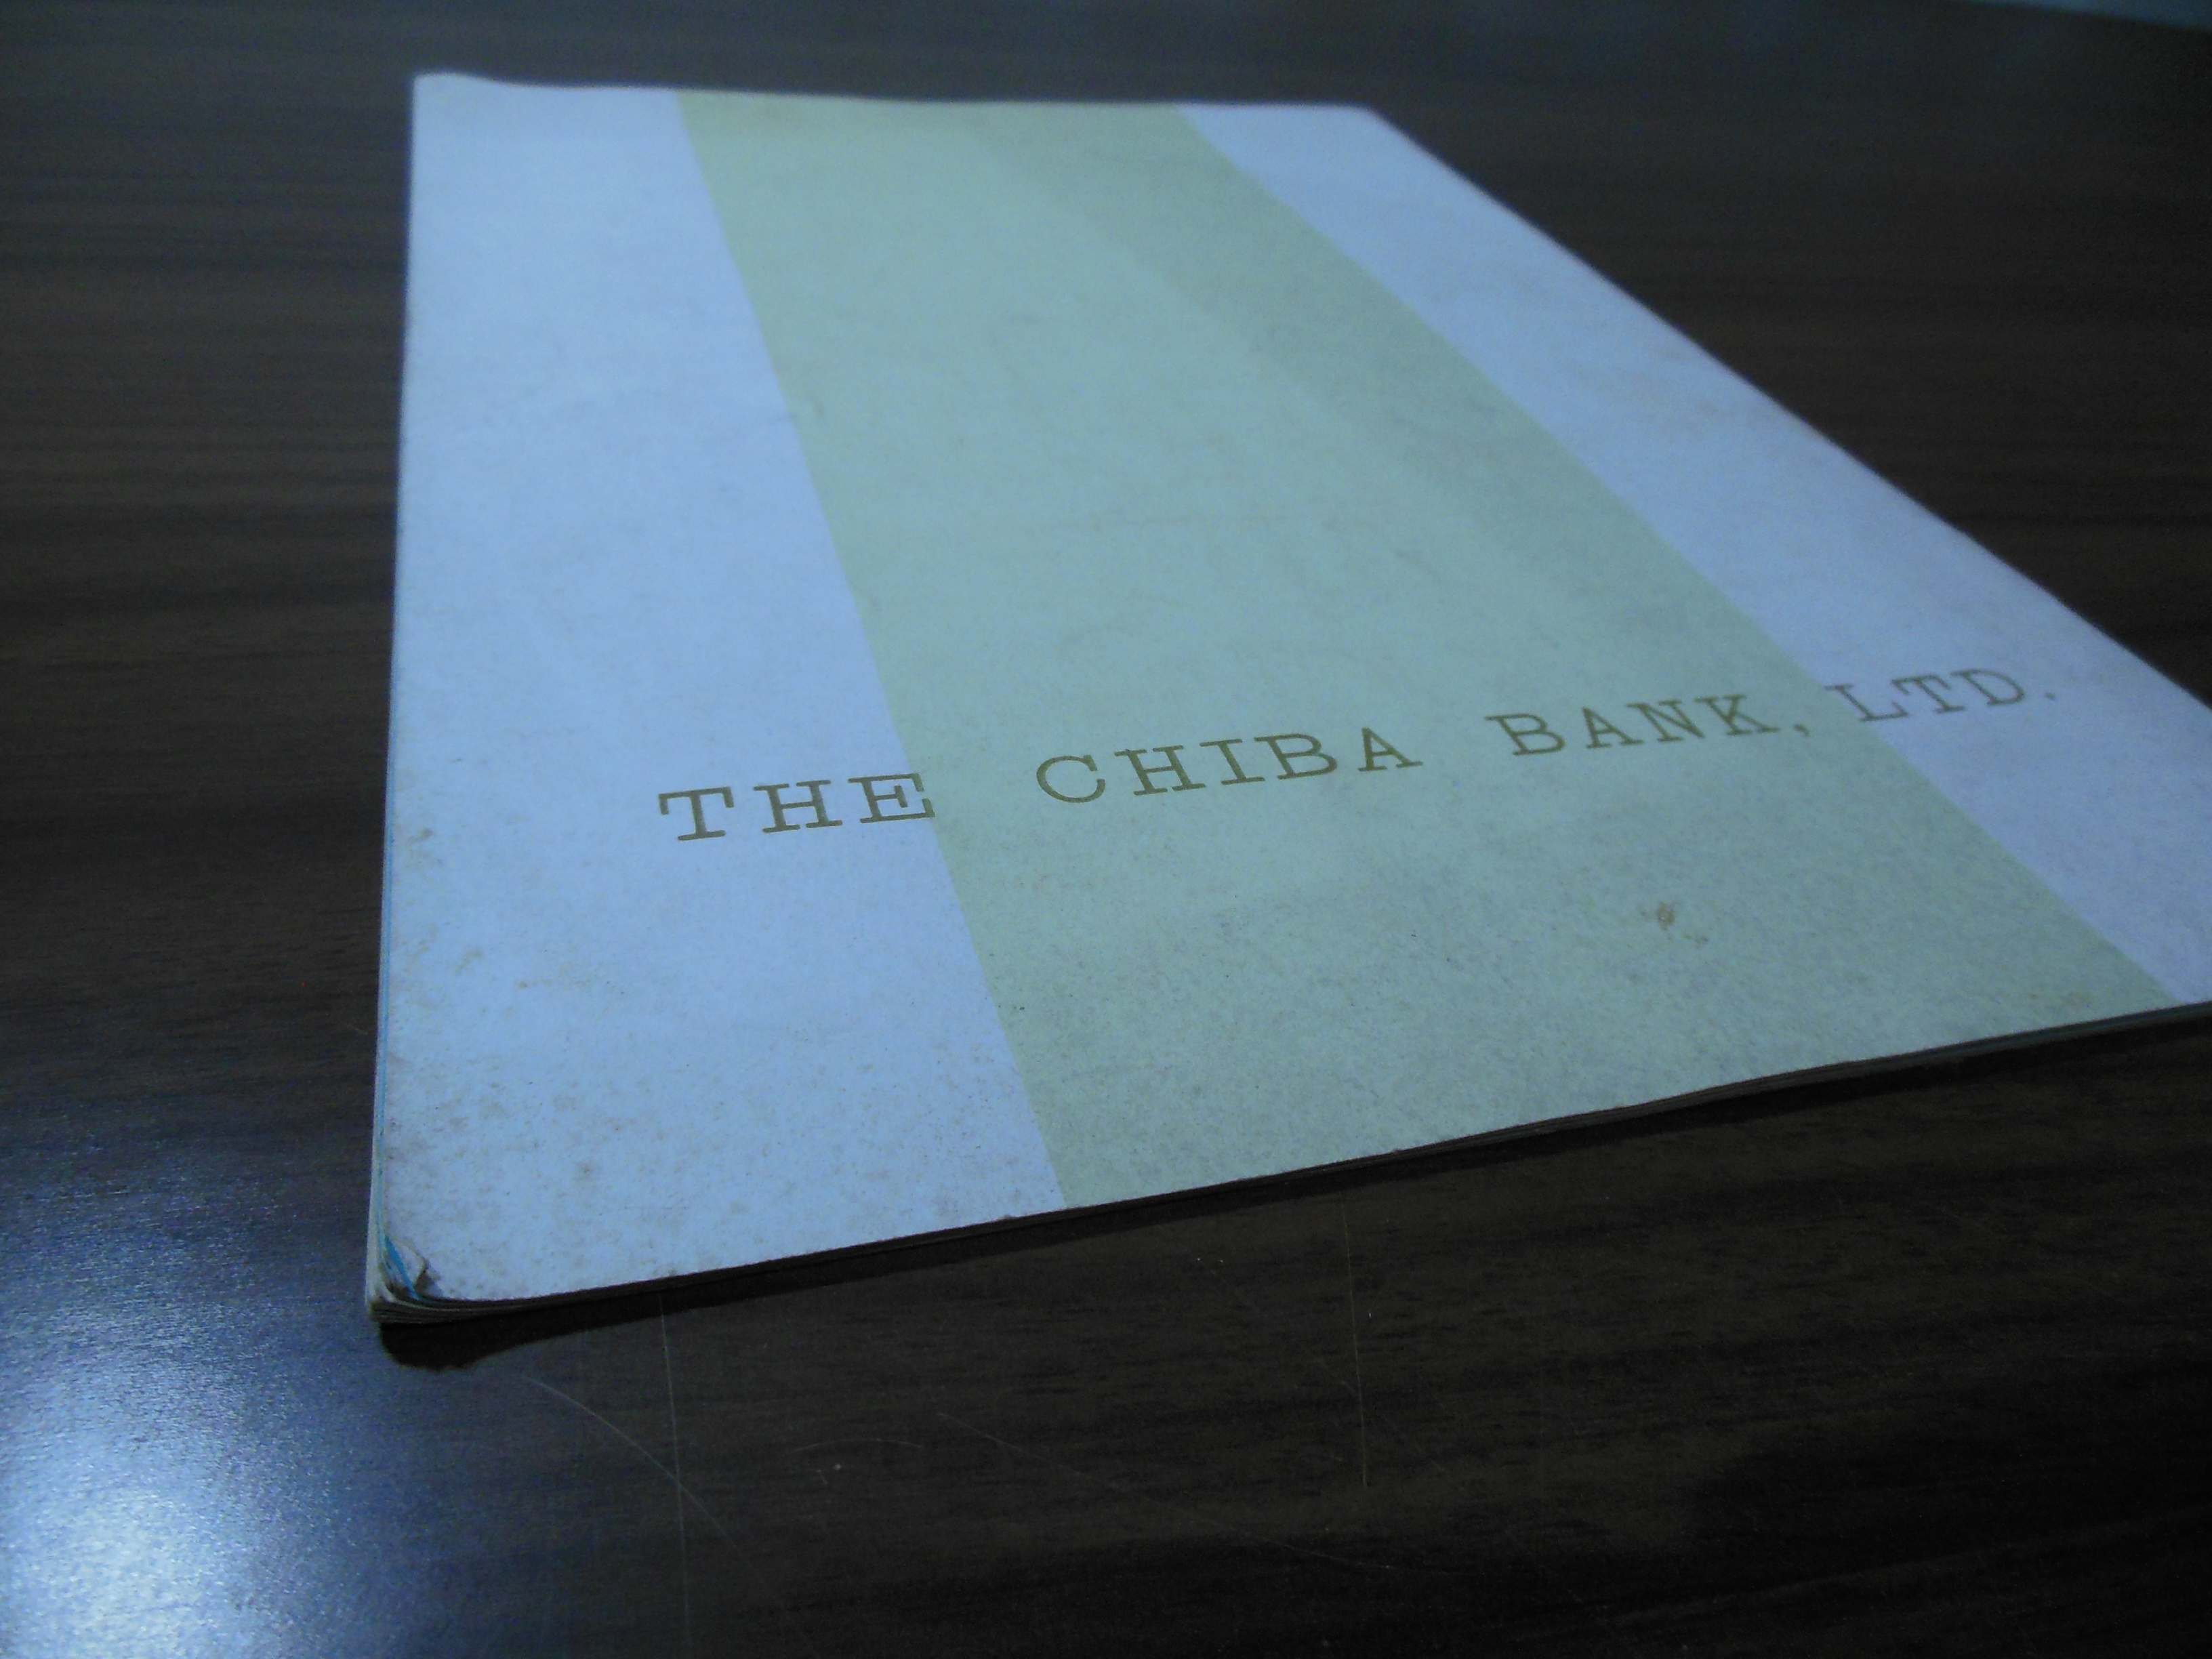 THE CHIBA BANK, LTD.